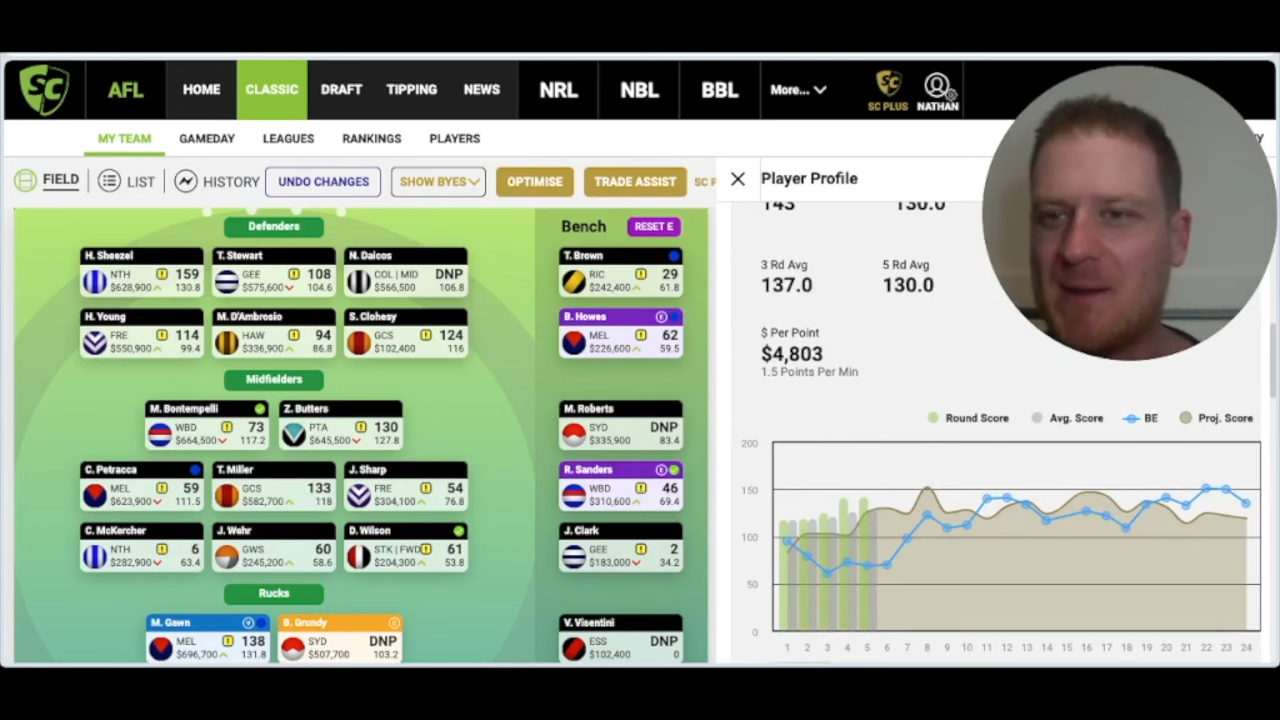 SC
AFL
HOME
CLASSIC
DRAFT
TIPPING
NEWS
NRL
NBL
BBL
More...
SC PLUS
NATHAN
MY TEAM
GAMEDAY
LEAGUES
RANKINGS
PLAYERS
FIELD
LIST
HISTORY
UNDO CHANGES
SHOW BYES
OPTIMISE
TRADE ASSIST
SC P
Player Profile
Defenders
Bench
RESET E
H. Sheezel
NTH 159
$628,900 130.8
T. Stewart
GEE 108
$575,600 104.6
N. Daicos
COL | MID DNP
$566,500 106.8
T. Brown
RIC 29
$242,400 61.8
H. Young
FRE 114
$550,900 99.4
M. D'Ambrosio
HAW 94
$336,900 86.8
S. Clohesy
GCS 124
$102,400 116
B. Howes E
MEL 62
$226,600 59.5
Midfielders
M. Bontempelli
WBD 73
$664,500 117.2
Z. Butters
PTA 130
$645,500 127.8
M. Roberts
SYD DNP
$335,900 83.4
C. Petracca
MEL 59
$623,900 111.5
T. Miller
GCS 133
$582,700 118
J. Sharp
FRE 54
$304,100 76.8
R. Sanders E
WBD 46
$310,600 69.4
C. McKercher
NTH 6
$282,900 63.4
J. Wehr
GWS 60
$245,200 58.6
D. Wilson
STK | FWD 61
$204,300 53.8
J. Clark
GEE 2
$183,000 34.2
Rucks
M. Gawn V
MEL 138
$696,700 131.8
B. Grundy C
SYD DNP
$507,700 103.2
V. Visentini
ESS DNP
$102,400 0
143 130.0
3 Rd Avg 5 Rd Avg
137.0 130.0
$ Per Point
$4,803
1.5 Points Per Min
Round Score Avg. Score BE Proj. Score
200
150
100
50
0
1 2 3 4 5 6 7 8 9 10 11 12 13 14 15 16 17 18 19 20 21 22 23 24